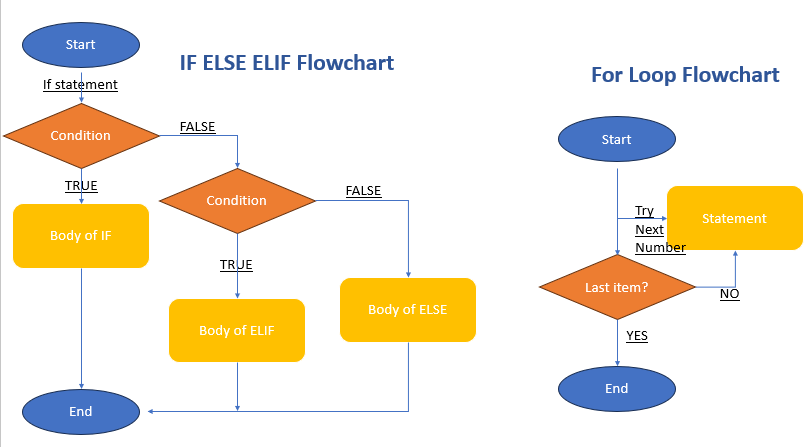 IF ELSE ELIF Flowchart
Start
If statement
Condition
FALSE
TRUE
Body of IF
Condition
FALSE
TRUE
Body of ELIF
Body of ELSE
End
For Loop Flowchart
Start
Try
Next
Number
Statement
Last item?
NO
YES
End